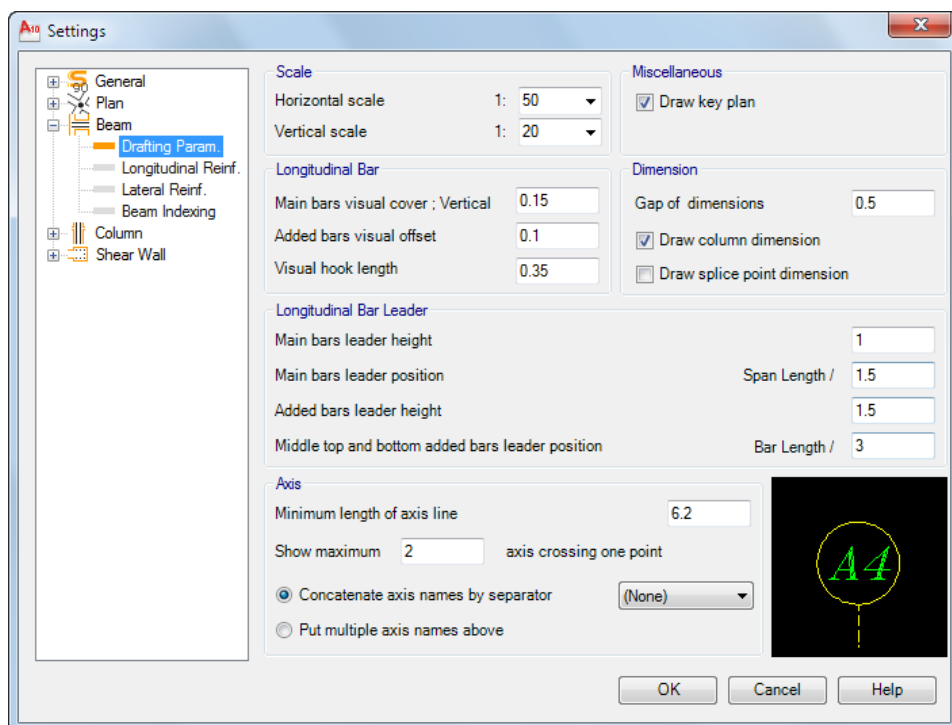 A10 Settings
General
Plan
Beam
Drafting Param.
Longitudinal Reinf.
Lateral Reinf.
Beam Indexing
Column
Shear Wall
Scale
Horizontal scale 1: 50
Vertical scale 1: 20
Miscellaneous
Draw key plan
Longitudinal Bar
Main bars visual cover ; Vertical 0.15
Added bars visual offset 0.1
Visual hook length 0.35
Dimension
Gap of dimensions 0.5
Draw column dimension
Draw splice point dimension
Longitudinal Bar Leader
Main bars leader height 1
Main bars leader position Span Length / 1.5
Added bars leader height 1.5
Middle top and bottom added bars leader position Bar Length / 3
Axis
Minimum length of axis line 6.2
Show maximum 2 axis crossing one point
Concatenate axis names by separator (None)
Put multiple axis names above
A4
OK Cancel Help